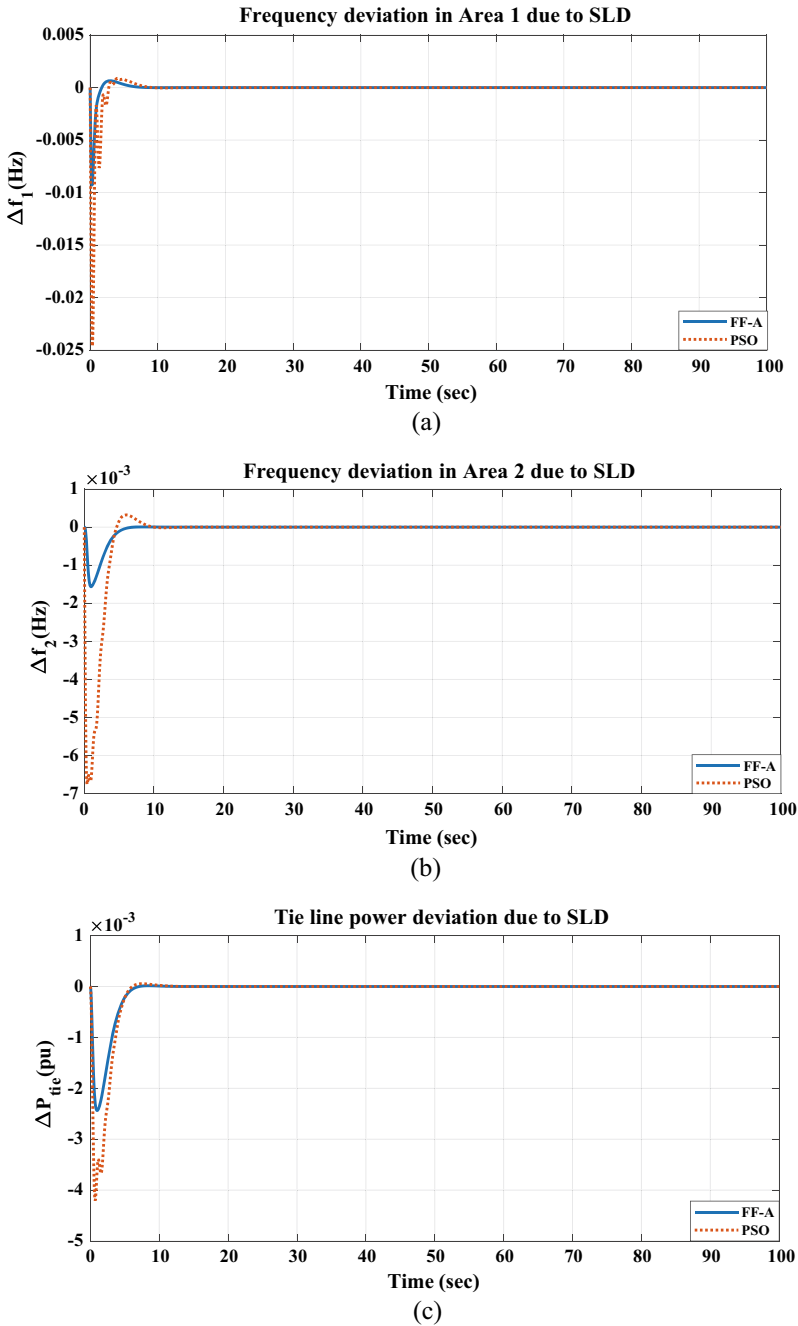 Frequency deviation in Area 1 due to SLD
0.005
0
-0.005
-0.01
-0.015
-0.02
-0.025
Δf1(Hz)
FF-A
PSO
0 10 20 30 40 50 60 70 80 90 100
Time (sec)
(a)
×10-3
Frequency deviation in Area 2 due to SLD
1
0
-1
-2
-3
-4
-5
-6
-7
Δf2(Hz)
FF-A
PSO
0 10 20 30 40 50 60 70 80 90 100
Time (sec)
(b)
×10-3
Tie line power deviation due to SLD
1
0
-1
-2
-3
-4
-5
ΔPtie(pu)
FF-A
PSO
0 10 20 30 40 50 60 70 80 90 100
Time (sec)
(c)